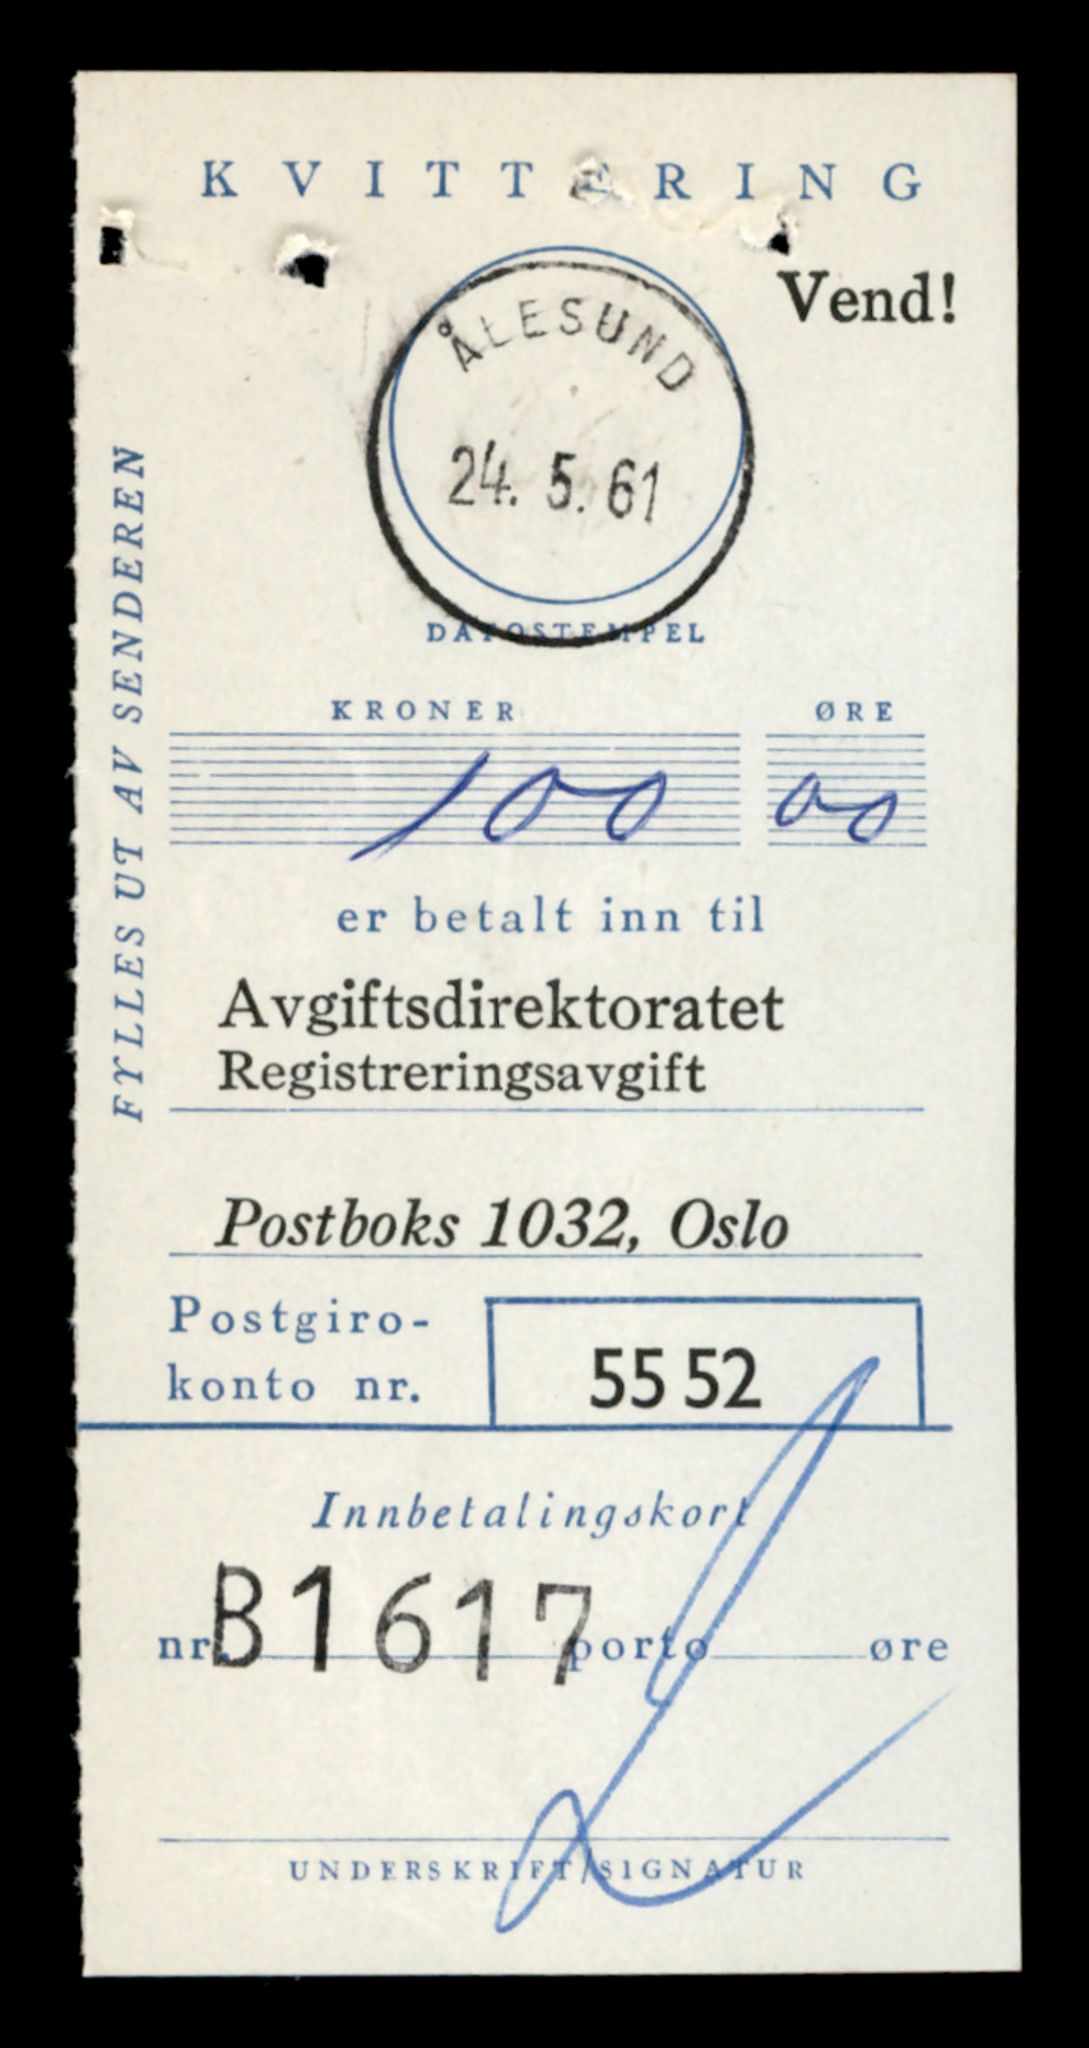 KVITTERING
Vend!
ÅLESUND
24. 5. 61
DATOSTEMPEL
FYLLES UT AV SENDEREN
KRONER ØRE
100 00
er betalt inn til
Avgiftsdirektoratet
Registreringsavgift
Postboks 1032, Oslo
Postgiro-
konto nr. 55 52
Innbetalingskort
nr. B1617 porto øre
UNDERSKRIFT/SIGNATUR